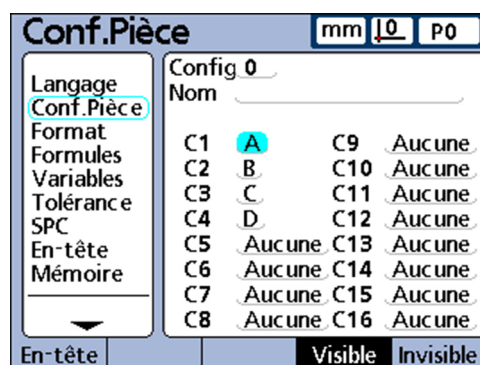 Conf.Pièce mm 0 P0
Langage
Conf.Pièce
Format
Formules
Variables
Tolérance
SPC
En-tête
Mémoire
Config 0
Nom
C1 A C9 Aucune
C2 B C10 Aucune
C3 C C11 Aucune
C4 D C12 Aucune
C5 Aucune C13 Aucune
C6 Aucune C14 Aucune
C7 Aucune C15 Aucune
C8 Aucune C16 Aucune
En-tête Visible Invisible